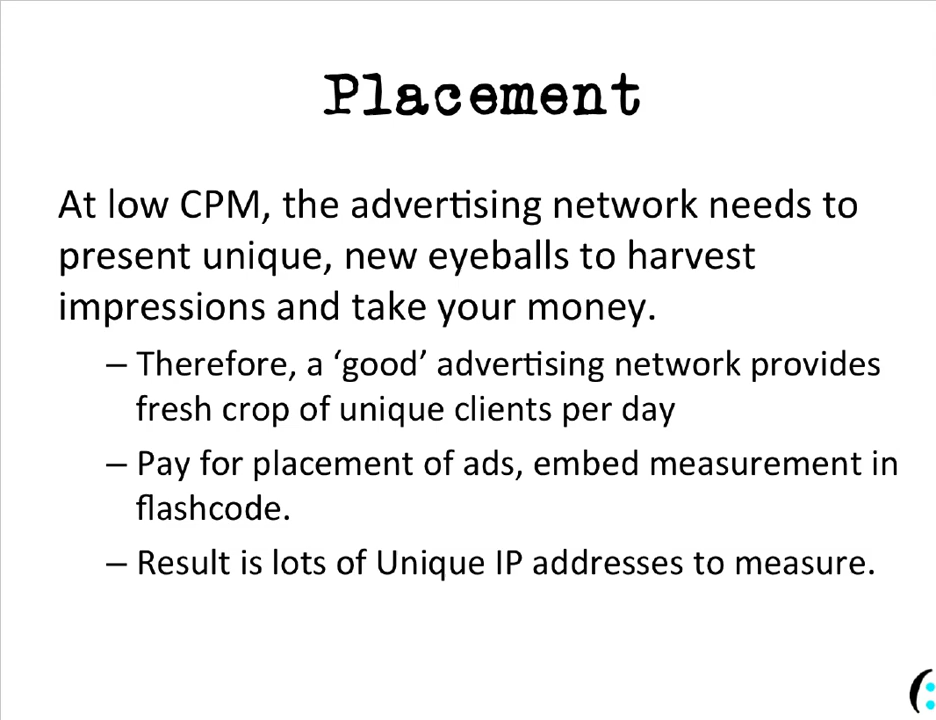 Placement
At low CPM, the advertising network needs to
present unique, new eyeballs to harvest
impressions and take your money.
– Therefore, a ‘good’ advertising network provides
fresh crop of unique clients per day
– Pay for placement of ads, embed measurement in
flashcode.
– Result is lots of Unique IP addresses to measure.
(: